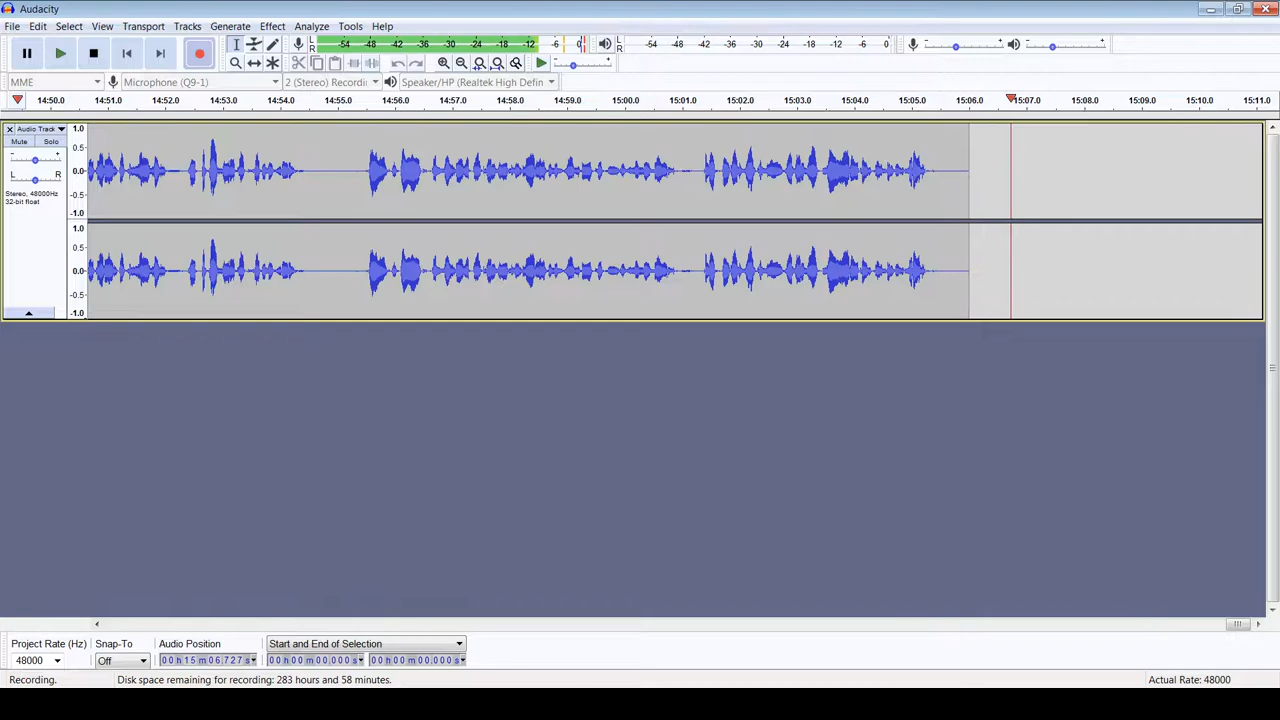 Audacity
File Edit Select View Transport Tracks Generate Effect Analyze Tools Help
L R -54 -48 -42 -36 -30 -24 -18 -12 -6 0 L R -54 -48 -42 -36 -30 -24 -18 -12 -6 0
MME Microphone (Q9-1) 2 (Stereo) Recordi Speaker/HP (Realtek High Defin
14:50.0 14:51.0 14:52.0 14:53.0 14:54.0 14:55.0 14:56.0 14:57.0 14:58.0 14:59.0 15:00.0 15:01.0 15:02.0 15:03.0 15:04.0 15:05.0 15:06.0 15:07.0 15:08.0 15:09.0 15:10.0 15:11.0
Audio Track 1.0
Mute Solo 0.5
- +
L R 0.0
Stereo, 48000Hz -0.5
32-bit float
-1.0
1.0
0.5
0.0
-0.5
-1.0
Project Rate (Hz) Snap-To Audio Position Start and End of Selection
48000 Off 00h15m06.727s 00h00m00.000s 00h00m00.000s
Recording. Disk space remaining for recording: 283 hours and 58 minutes. Actual Rate: 48000